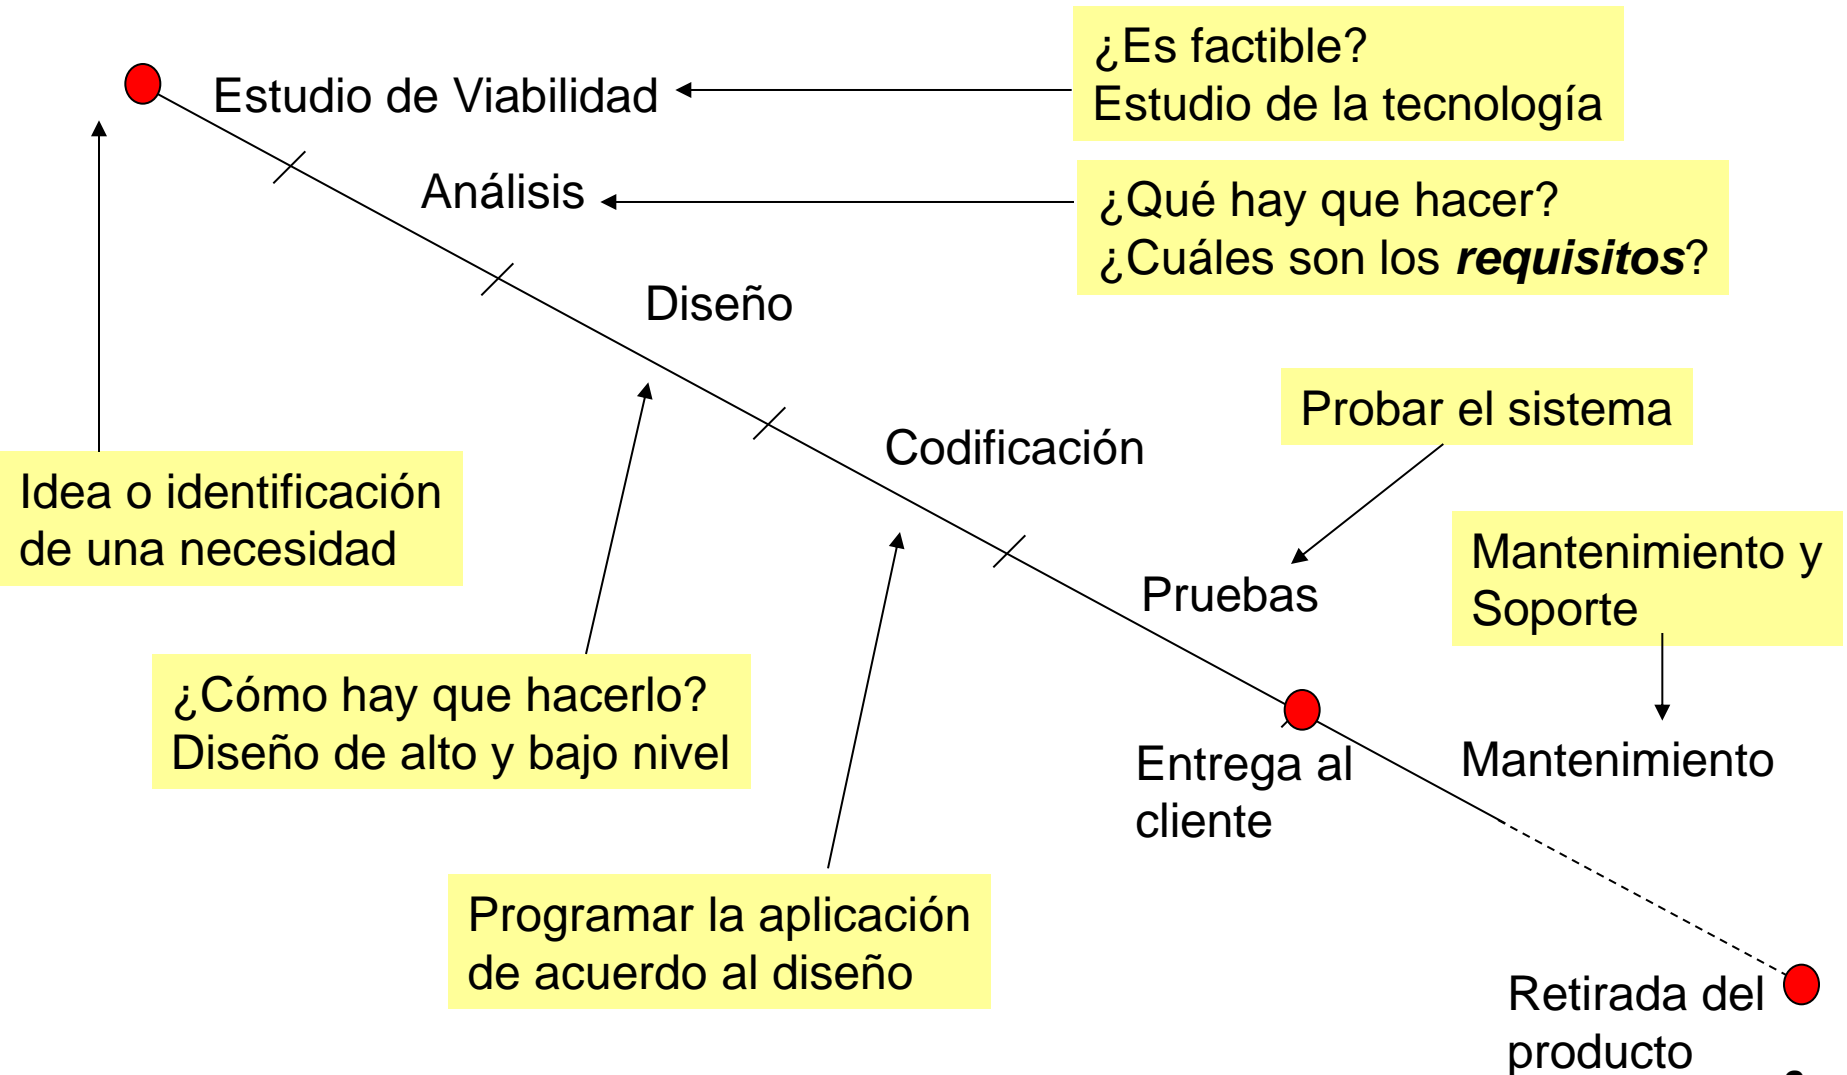 ¿Es factible?
Estudio de la tecnología
Estudio de Viabilidad
Análisis
¿Qué hay que hacer?
¿Cuáles son los requisitos?
Diseño
Probar el sistema
Codificación
Idea o identificación
de una necesidad
Mantenimiento y
Soporte
Pruebas
¿Cómo hay que hacerlo?
Diseño de alto y bajo nivel
Entrega al
cliente
Mantenimiento
Programar la aplicación
de acuerdo al diseño
Retirada del
producto